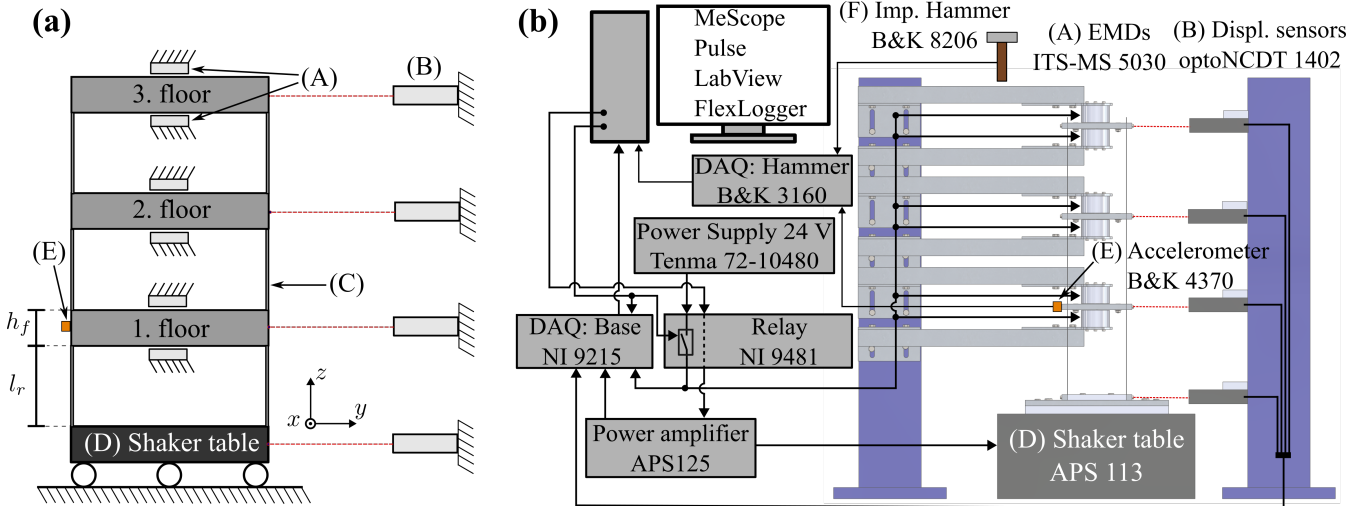 (a)
(A)
(B)
3. floor
2. floor
(E)
(C)
h_f
1. floor
l_r
z
x
y
(D) Shaker table
(b)
MeScope
Pulse
LabView
FlexLogger
(F) Imp. Hammer
B&K 8206
(A) EMDs
ITS-MS 5030
(B) Displ. sensors
optoNCDT 1402
DAQ: Hammer
B&K 3160
Power Supply 24 V
Tenma 72-10480
(E) Accelerometer
B&K 4370
DAQ: Base
NI 9215
Relay
NI 9481
Power amplifier
APS125
(D) Shaker table
APS 113